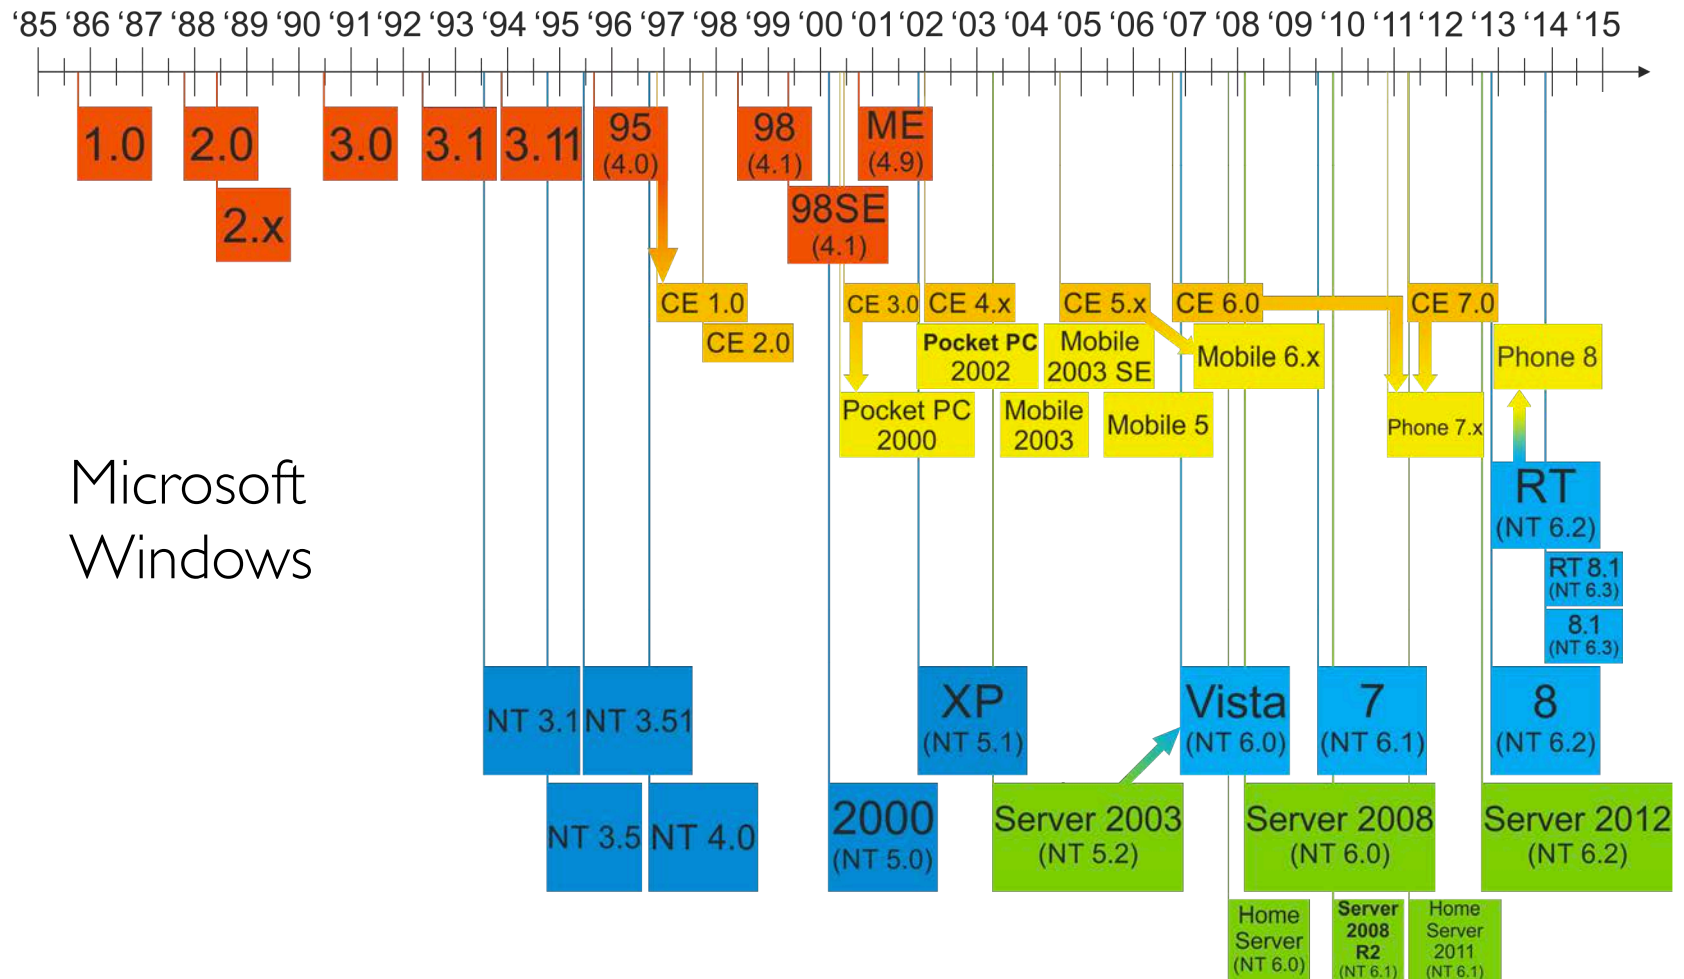 ‘85 ‘86 ‘87 ‘88 ‘89 ‘90 ‘91 ‘92 ‘93 ‘94 ‘95 ‘96 ‘97 ‘98 ‘99 ‘00 ‘01 ‘02 ‘03 ‘04 ‘05 ‘06 ‘07 ‘08 ‘09 ‘10 ‘11 ‘12 ‘13 ‘14 ‘15
1.0
2.0
3.0
3.1
3.11
95
(4.0)
98
(4.1)
ME
(4.9)
2.x
98SE
(4.1)
CE 1.0
CE 3.0
CE 4.x
CE 5.x
CE 6.0
CE 7.0
CE 2.0
Pocket PC
2002
Mobile
2003 SE
Mobile 6.x
Phone 8
Pocket PC
2000
Mobile
2003
Mobile 5
Phone 7.x
Microsoft
Windows
RT
(NT 6.2)
RT 8.1
(NT 6.3)
8.1
(NT 6.3)
NT 3.1
NT 3.51
XP
(NT 5.1)
Vista
(NT 6.0)
7
(NT 6.1)
8
(NT 6.2)
NT 3.5
NT 4.0
2000
(NT 5.0)
Server 2003
(NT 5.2)
Server 2008
(NT 6.0)
Server 2012
(NT 6.2)
Home
Server
(NT 6.0)
Server
2008
R2
(NT 6.1)
Home
Server
2011
(NT 6.1)